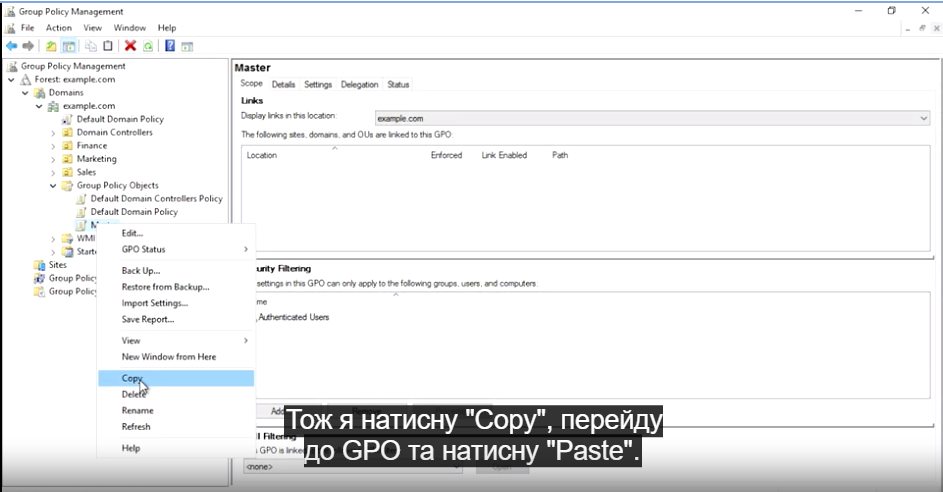 Group Policy Management
File Action View Window Help
Group Policy Management
Forest: example.com
Domains
example.com
Default Domain Policy
Domain Controllers
Finance
Marketing
Sales
Group Policy Objects
Default Domain Controllers Policy
Default Domain Policy
WMI
Sites
Group Policy
Group Policy
Edit...
GPO Status
Back Up...
Restore from Backup...
Import Settings...
Save Report...
View
New Window from Here
Copy
Delete
Rename
Refresh
Help
Master
Scope Details Settings Delegation Status
Links
Display links in this location: example.com
The following sites, domains, and OUs are linked to this GPO:
Location Enforced Link Enabled Path
settings in this GPO can only apply to the following groups, users, and computers:
Authenticated Users
<none>
Тож я натисну "Copy", перейду
до GPO та натисну "Paste".